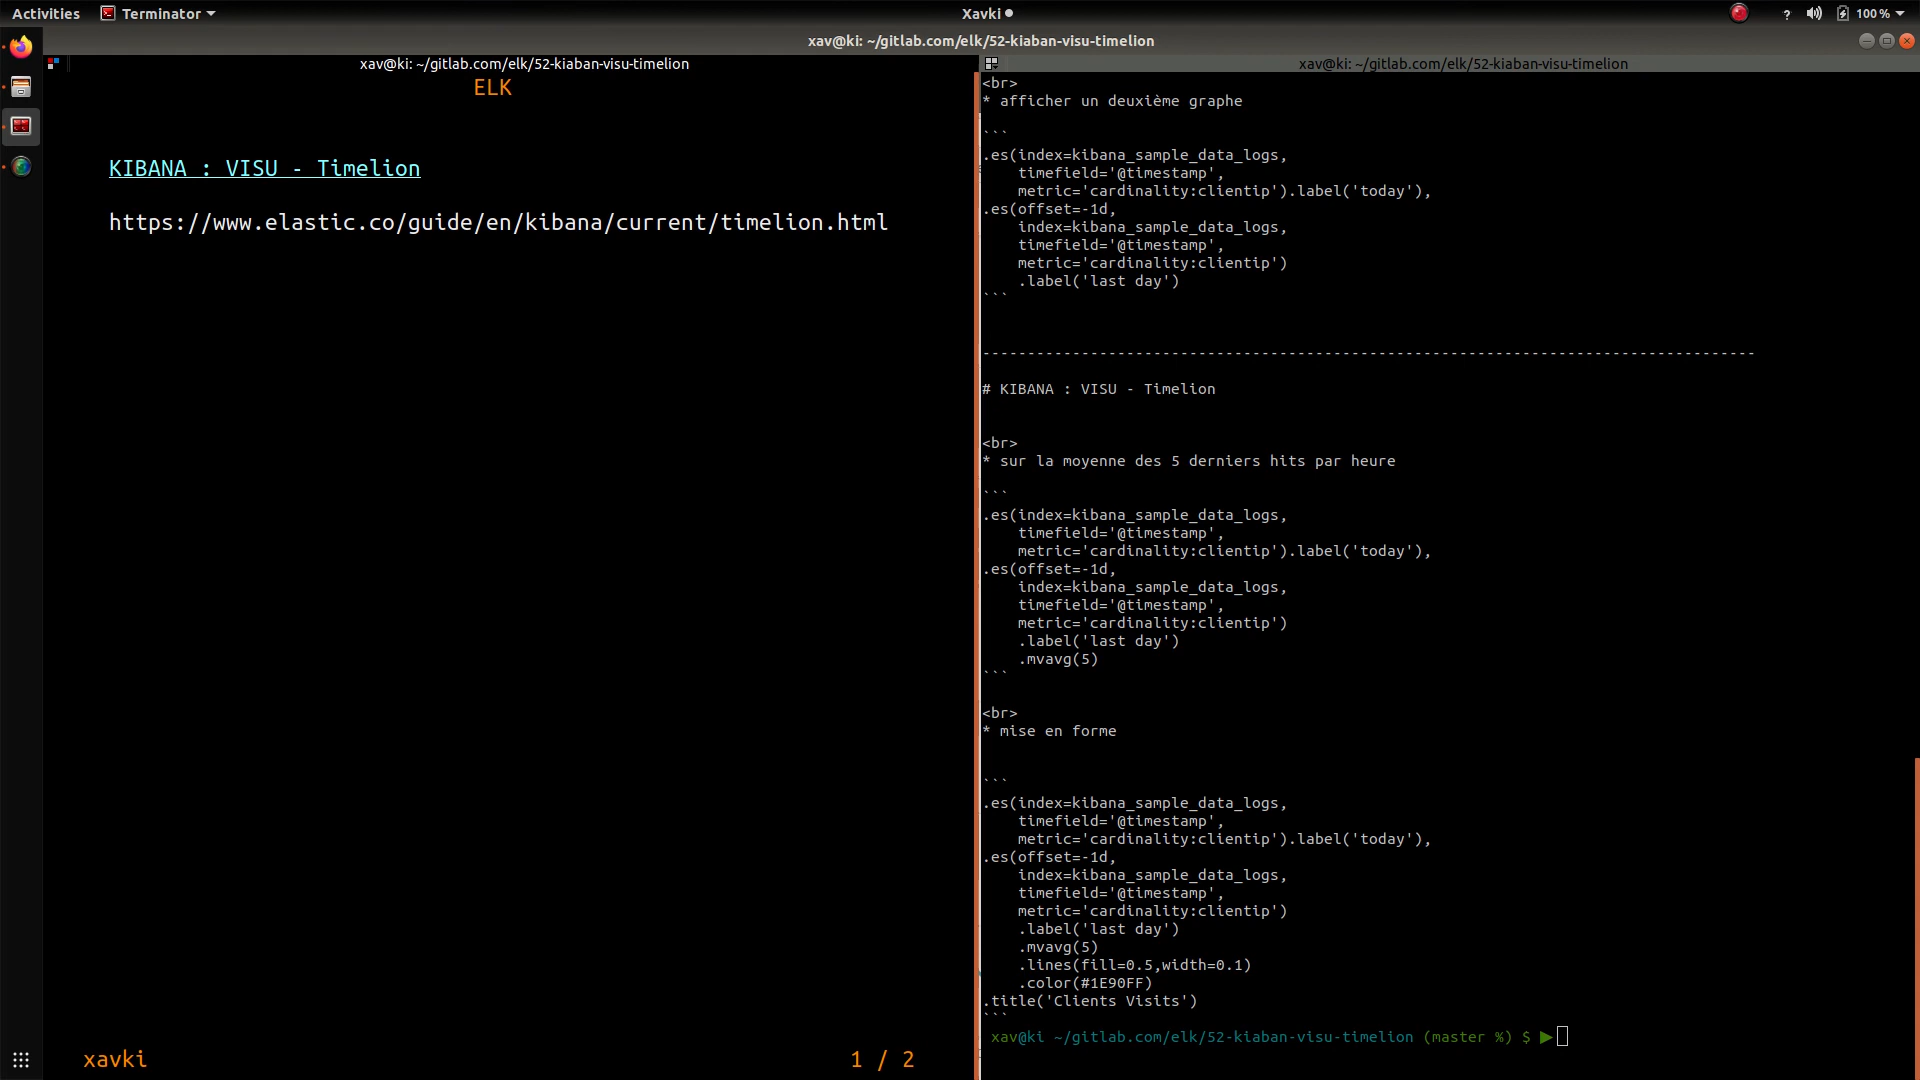 Activities
Terminator
Xavki
?
100 %
xav@ki: ~/gitlab.com/elk/52-kiaban-visu-timelion
xav@ki: ~/gitlab.com/elk/52-kiaban-visu-timelion
ELK
KIBANA : VISU - Timelion
https://www.elastic.co/guide/en/kibana/current/timelion.html
xavki
1 / 2
xav@ki: ~/gitlab.com/elk/52-kiaban-visu-timelion
<br>
* afficher un deuxième graphe
```
.es(index=kibana_sample_data_logs,
timefield='@timestamp',
metric='cardinality:clientip').label('today'),
.es(offset=-1d,
index=kibana_sample_data_logs,
timefield='@timestamp',
metric='cardinality:clientip')
.label('last day')
```
--------------------------------------------------------------------------------------
# KIBANA : VISU - Timelion
<br>
* sur la moyenne des 5 derniers hits par heure
```
.es(index=kibana_sample_data_logs,
timefield='@timestamp',
metric='cardinality:clientip').label('today'),
.es(offset=-1d,
index=kibana_sample_data_logs,
timefield='@timestamp',
metric='cardinality:clientip')
.label('last day')
.mvavg(5)
```
<br>
* mise en forme
```
.es(index=kibana_sample_data_logs,
timefield='@timestamp',
metric='cardinality:clientip').label('today'),
.es(offset=-1d,
index=kibana_sample_data_logs,
timefield='@timestamp',
metric='cardinality:clientip')
.label('last day')
.mvavg(5)
.lines(fill=0.5,width=0.1)
.color(#1E90FF)
.title('Clients Visits')
```
xav@ki ~/gitlab.com/elk/52-kiaban-visu-timelion (master %) $ ▶